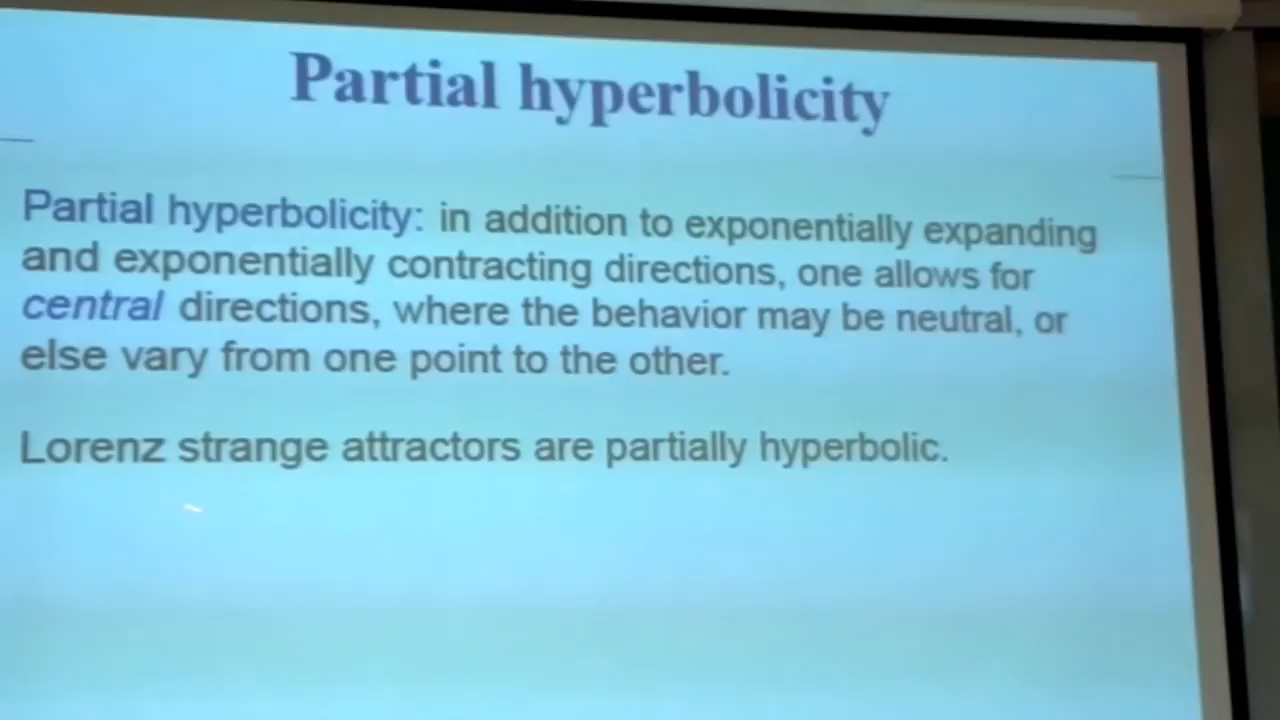 Partial hyperbolicity
Partial hyperbolicity: in addition to exponentially expanding
and exponentially contracting directions, one allows for
central directions, where the behavior may be neutral, or
else vary from one point to the other.
Lorenz strange attractors are partially hyperbolic.